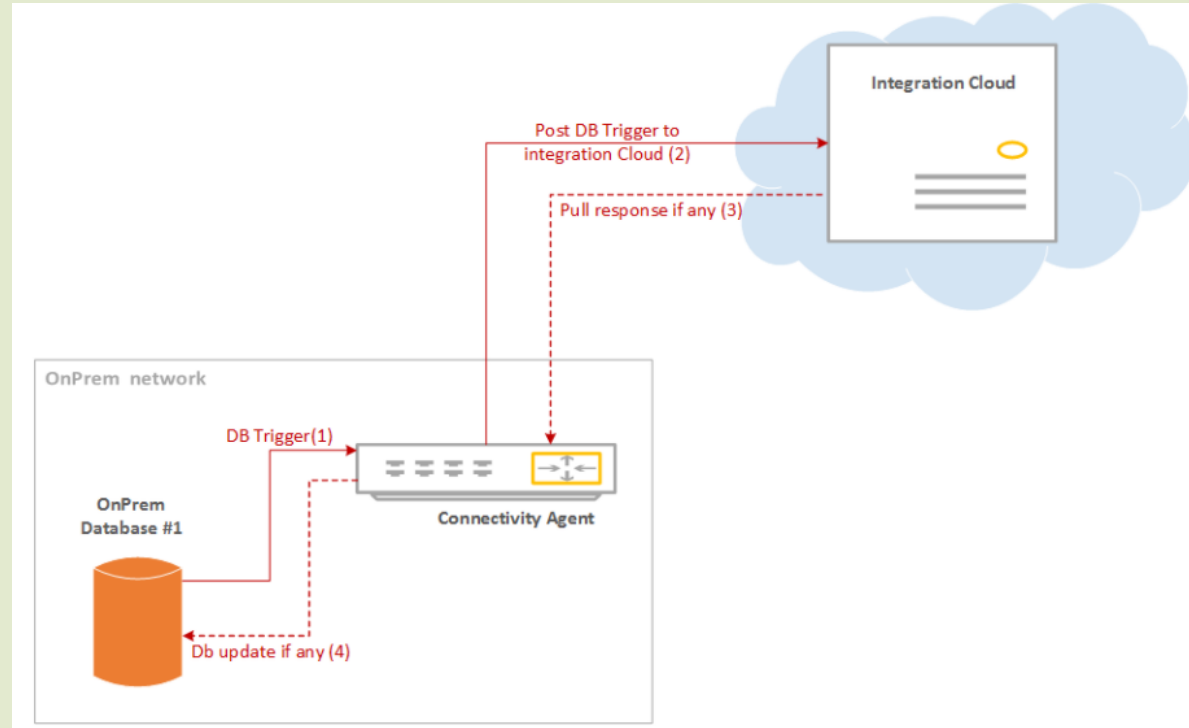 Integration Cloud
Post DB Trigger to
integration Cloud (2)
Pull response if any (3)
OnPrem network
DB Trigger(1)
OnPrem
Database #1
Connectivity Agent
Db update if any (4)